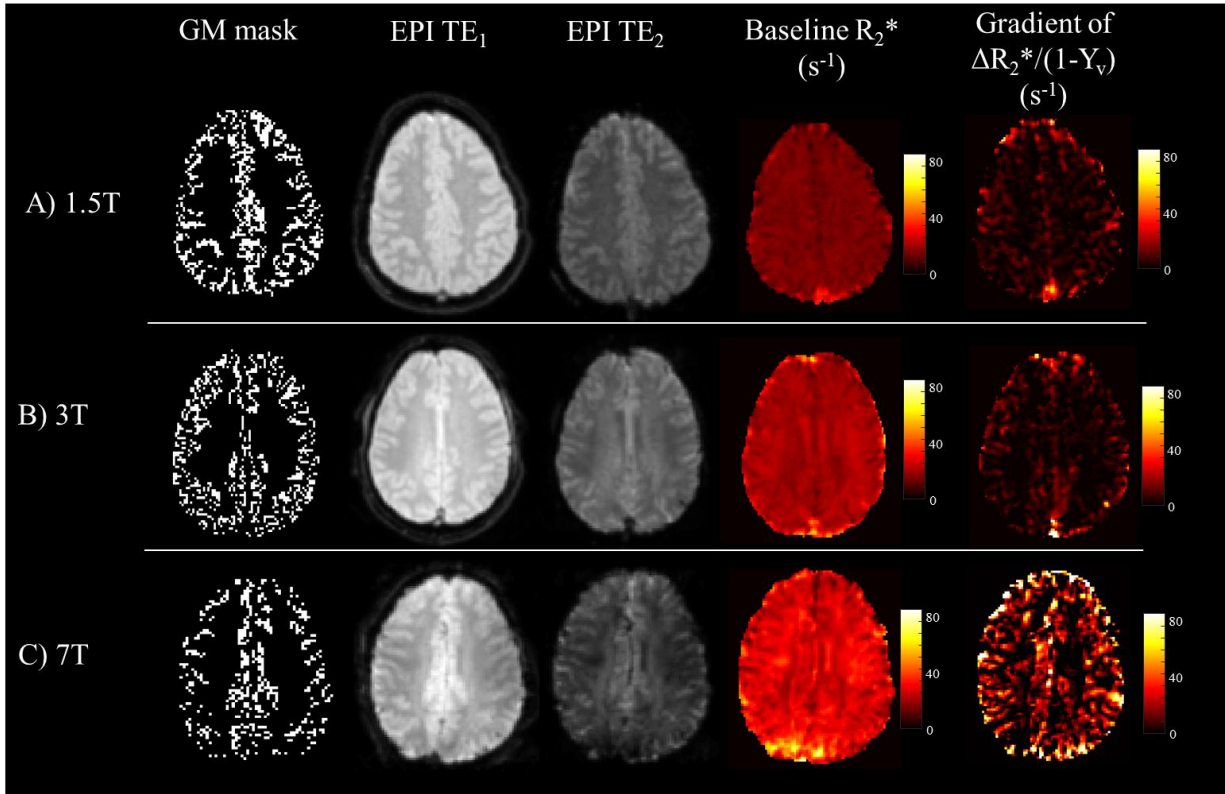 GM mask
EPI TE₁
EPI TE₂
Baseline R₂*
(s⁻¹)
Gradient of
ΔR₂*/(1-Yᵥ)
(s⁻¹)
A) 1.5T
80
40
0
80
40
0
B) 3T
80
40
0
80
40
0
C) 7T
80
40
0
80
40
0